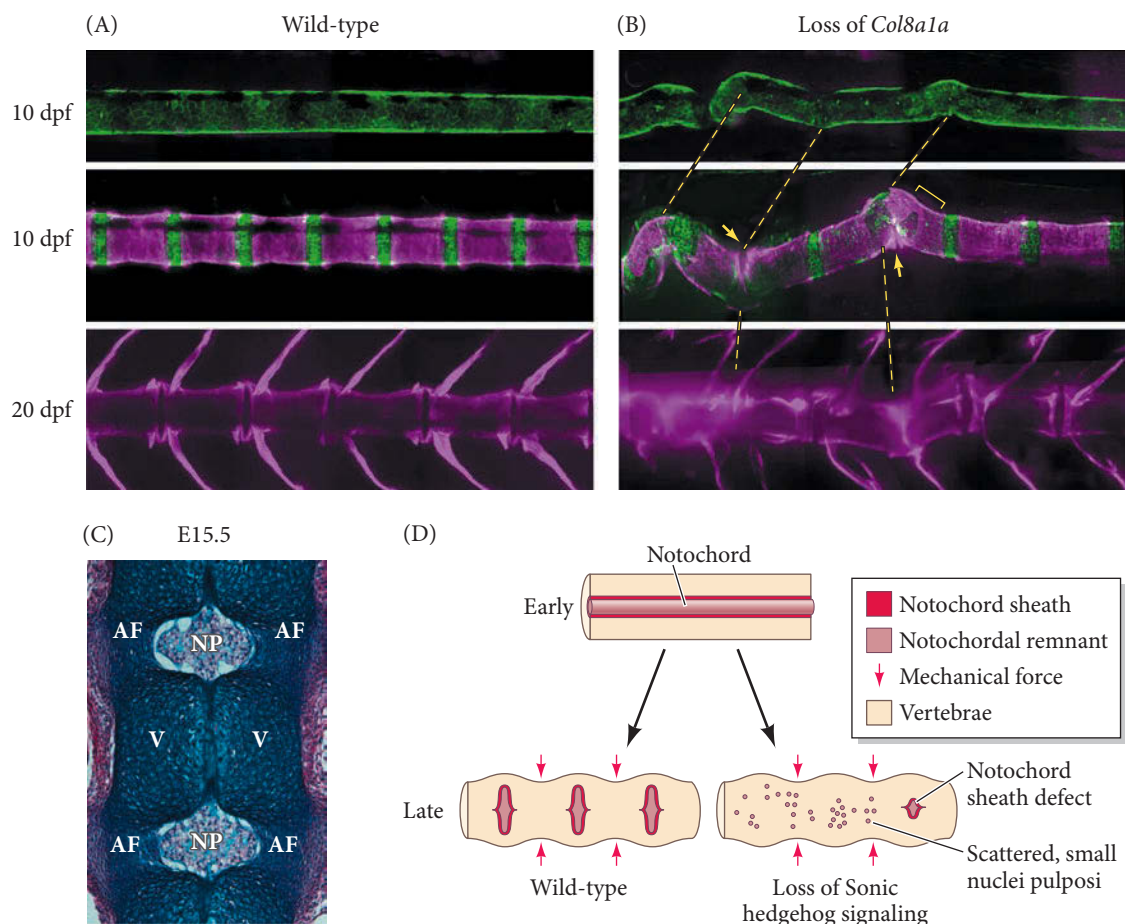 (A)
Wild-type
(B)
Loss of Col8a1a
10 dpf
10 dpf
20 dpf
(C)
E15.5
AF
NP
AF
V
V
AF
NP
AF
(D)
Notochord
Early
Notochord sheath
Notochordal remnant
Mechanical force
Vertebrae
Late
Notochord
sheath defect
Scattered, small
nuclei pulposi
Wild-type
Loss of Sonic
hedgehog signaling